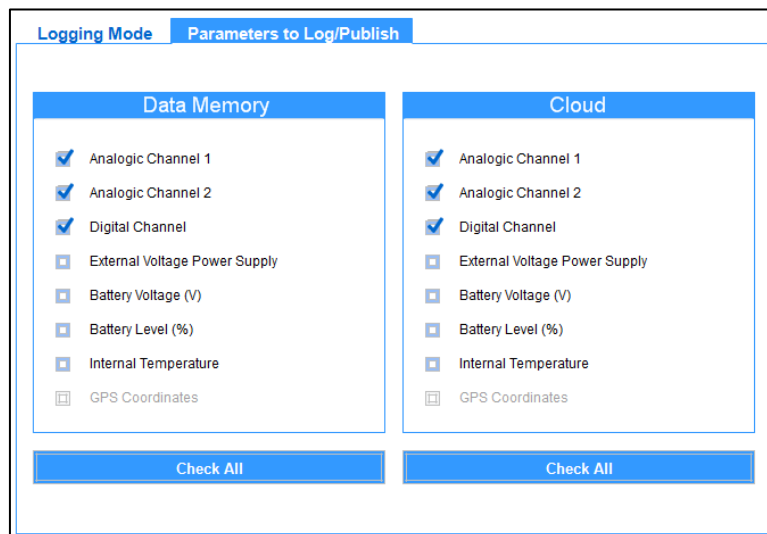 Logging Mode
Parameters to Log/Publish
Data Memory
Analogic Channel 1
Analogic Channel 2
Digital Channel
External Voltage Power Supply
Battery Voltage (V)
Battery Level (%)
Internal Temperature
GPS Coordinates
Check All
Cloud
Analogic Channel 1
Analogic Channel 2
Digital Channel
External Voltage Power Supply
Battery Voltage (V)
Battery Level (%)
Internal Temperature
GPS Coordinates
Check All